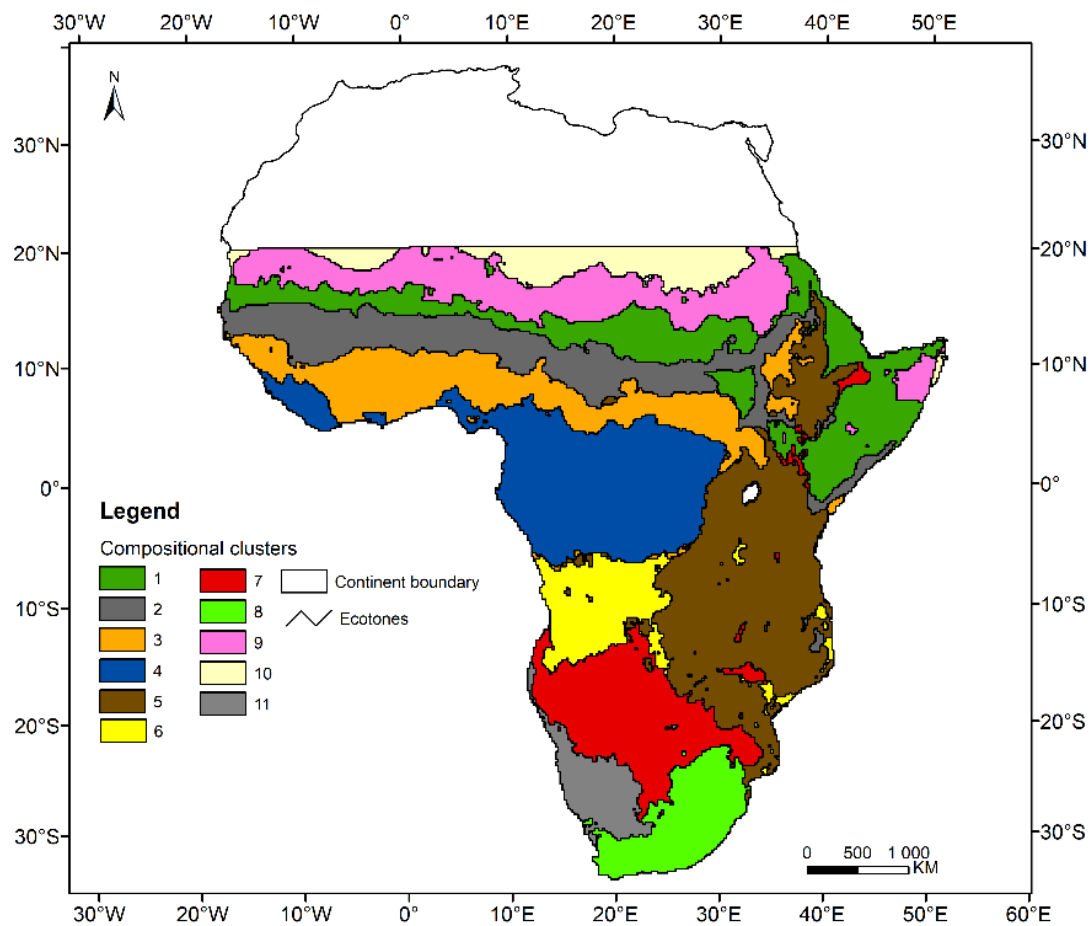 30°W 20°W 10°W 0° 10°E 20°E 30°E 40°E 50°E
N
30°N 30°N
20°N 20°N
10°N 10°N
0° 0°
Legend
Compositional clusters
1 7 Continent boundary
2 8 Ecotones
3 9
4 10
5 11
6
10°S 10°S
20°S 20°S
30°S 30°S
0 500 1 000
KM
30°W 20°W 10°W 0° 10°E 20°E 30°E 40°E 50°E 60°E